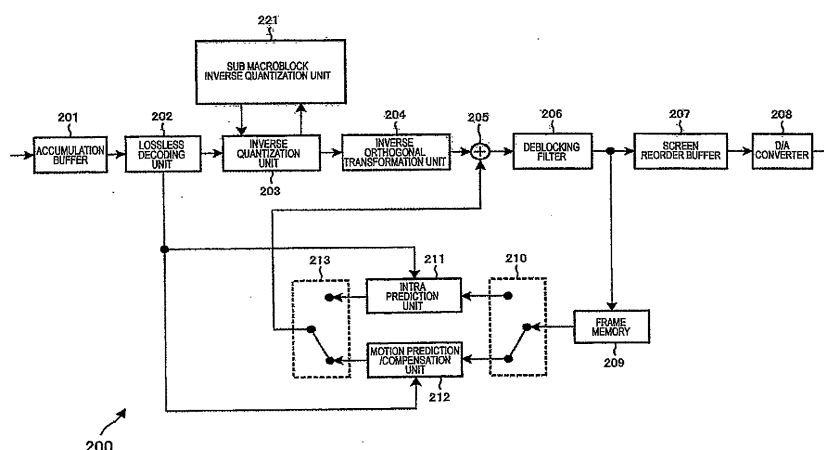 221
SUB MACROBLOCK
INVERSE QUANTIZATION UNIT
201
ACCUMULATION
BUFFER
202
LOSSLESS
DECODING
UNIT
INVERSE
QUANTIZATION
UNIT
203
204
INVERSE
ORTHOGONAL
TRANSFORMATION UNIT
205
206
DEBLOCKING
FILTER
207
SCREEN
REORDER BUFFER
208
D/A
CONVERTER
213
211
INTRA
PREDICTION
UNIT
210
FRAME
MEMORY
209
MOTION PREDICTION
/COMPENSATION
UNIT
212
200